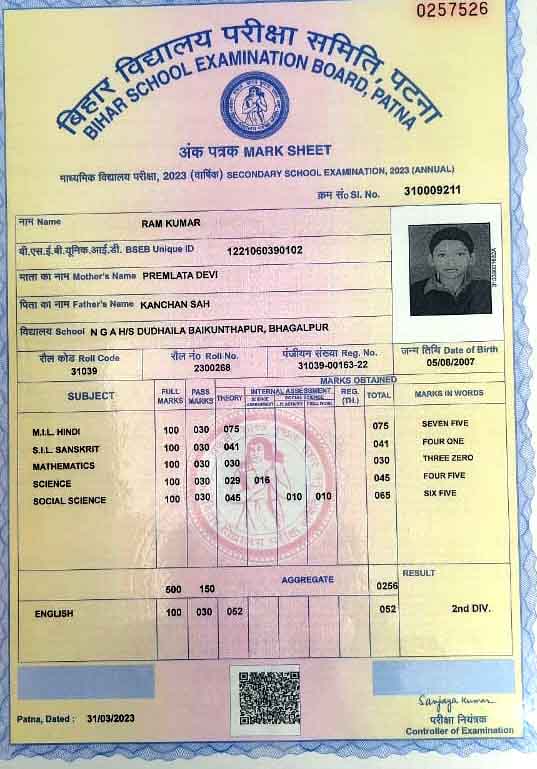 0257526
बिहार विद्यालय परीक्षा समिति, पटना
BIHAR SCHOOL EXAMINATION BOARD, PATNA
अंक पत्रक MARK SHEET
माध्यमिक विद्यालय परीक्षा, 2023 (वार्षिक) SECONDARY SCHOOL EXAMINATION, 2023 (ANNUAL)
क्रम सं० Sl. No. 310009211
नाम Name RAM KUMAR
बी.एस.ई.बी.यूनिक.आई.डी. BSEB Unique ID 1221060390102
माता का नाम Mother's Name PREMLATA DEVI
पिता का नाम Father's Name KANCHAN SAH
विद्यालय School N G A H/S DUDHAILA BAIKUNTHAPUR, BHAGALPUR
रौल कोड Roll Code रौल नं० Roll No. पंजीयन संख्या Reg. No. जन्म तिथि Date of Birth
31039 2300268 31039-00163-22 05/08/2007
MARKS OBTAINED
SUBJECT FULL MARKS PASS MARKS THEORY INTERNAL ASSESSMENT REG. (TH.) TOTAL MARKS IN WORDS
SCIENCE SOCIAL SCIENCE
M.I.L. HINDI 100 030 075 075 SEVEN FIVE
S.I.L. SANSKRIT 100 030 041 041 FOUR ONE
MATHEMATICS 100 030 030 030 THREE ZERO
SCIENCE 100 030 029 016 045 FOUR FIVE
SOCIAL SCIENCE 100 030 045 010 010 065 SIX FIVE
500 150 AGGREGATE 0256 RESULT
ENGLISH 100 030 052 052 2nd DIV.
Patna, Dated : 31/03/2023
Sanjaya Kumar
परीक्षा नियंत्रक
Controller of Examination